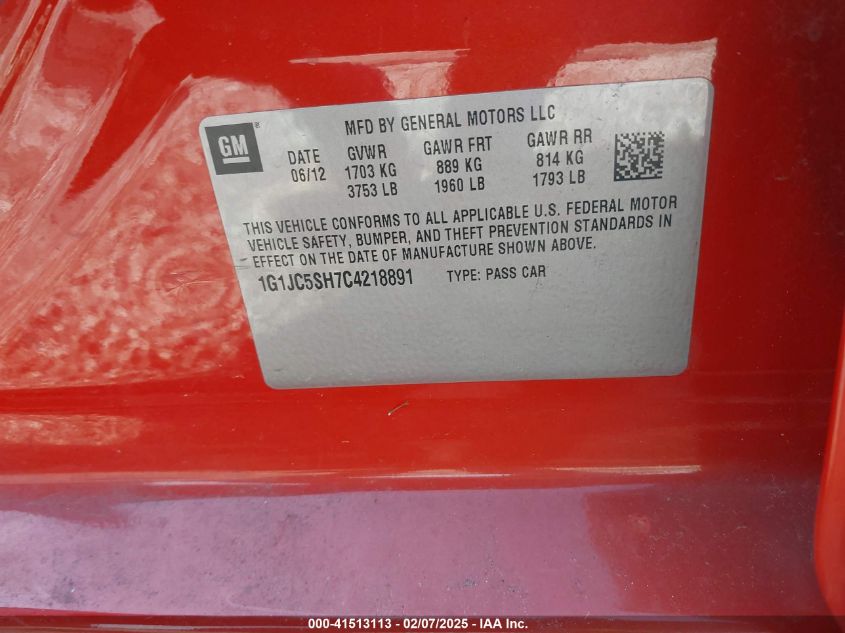 GM ®
MFD BY GENERAL MOTORS LLC
DATE GVWR GAWR FRT GAWR RR
06/12 1703 KG 889 KG 814 KG
3753 LB 1960 LB 1793 LB
THIS VEHICLE CONFORMS TO ALL APPLICABLE U.S. FEDERAL MOTOR
VEHICLE SAFETY, BUMPER, AND THEFT PREVENTION STANDARDS IN
EFFECT ON THE DATE OF MANUFACTURE SHOWN ABOVE.
1G1JC5SH7C4218891 TYPE: PASS CAR
000-41513113 - 02/07/2025 - IAA Inc.